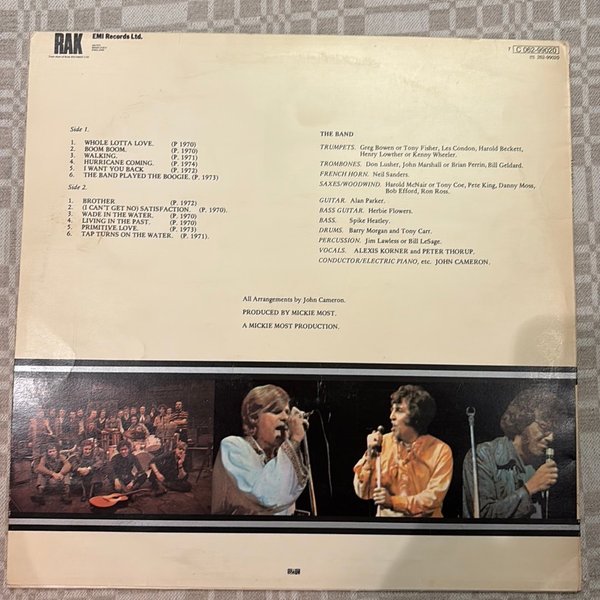 RAK
EMI Records Ltd.
1 C 062-99020
062-99020
Side 1.
1. WHOLE LOTTA LOVE. (P. 1970)
2. BOOM BOOM. (P. 1970)
3. WALKING. (P. 1971)
4. HURRICANE COMING. (P. 1974)
5. I WANT YOU BACK (P. 1972)
6. THE BAND PLAYED THE BOOGIE. (P. 1973)
Side 2.
1. BROTHER (P. 1972)
2. (I CAN'T GET NO) SATISFACTION. (P. 1970).
3. WADE IN THE WATER. (P. 1970)
4. LIVING IN THE PAST. (P. 1970)
5. PRIMITIVE LOVE. (P. 1973)
6. TAP TURNS ON THE WATER. (P. 1971).
THE BAND
TRUMPETS. Greg Bowen or Tony Fisher, Les Condon, Harold Beckett,
Henry Lowther or Kenny Wheeler.
TROMBONES. Don Lusher, John Marshall or Brian Perrin, Bill Geldard.
FRENCH HORN. Neil Sanders.
SAXES/WOODWIND. Harold McNair or Tony Coe, Pete King, Danny Moss,
Bob Efford, Ron Ross.
GUITAR. Alan Parker.
BASS GUITAR. Herbie Flowers.
BASS. Spike Heatley.
DRUMS. Barry Morgan and Tony Carr.
PERCUSSION. Jim Lawless or Bill LeSage.
VOCALS. ALEXIS KORNER and PETER THORUP.
CONDUCTOR/ELECTRIC PIANO, etc. JOHN CAMERON.
All Arrangements by John Cameron.
PRODUCED BY MICKIE MOST.
A MICKIE MOST PRODUCTION.